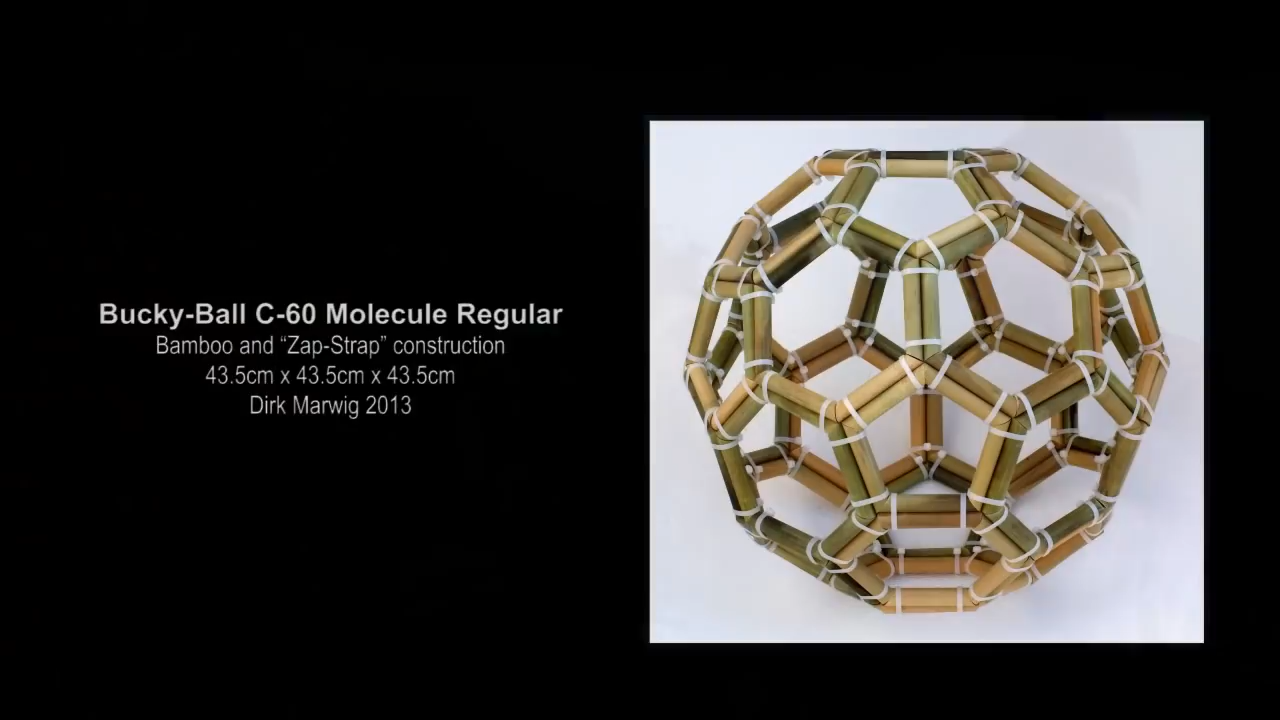 Bucky-Ball C-60 Molecule Regular
Bamboo and “Zap-Strap” construction
43.5cm x 43.5cm x 43.5cm
Dirk Marwig 2013